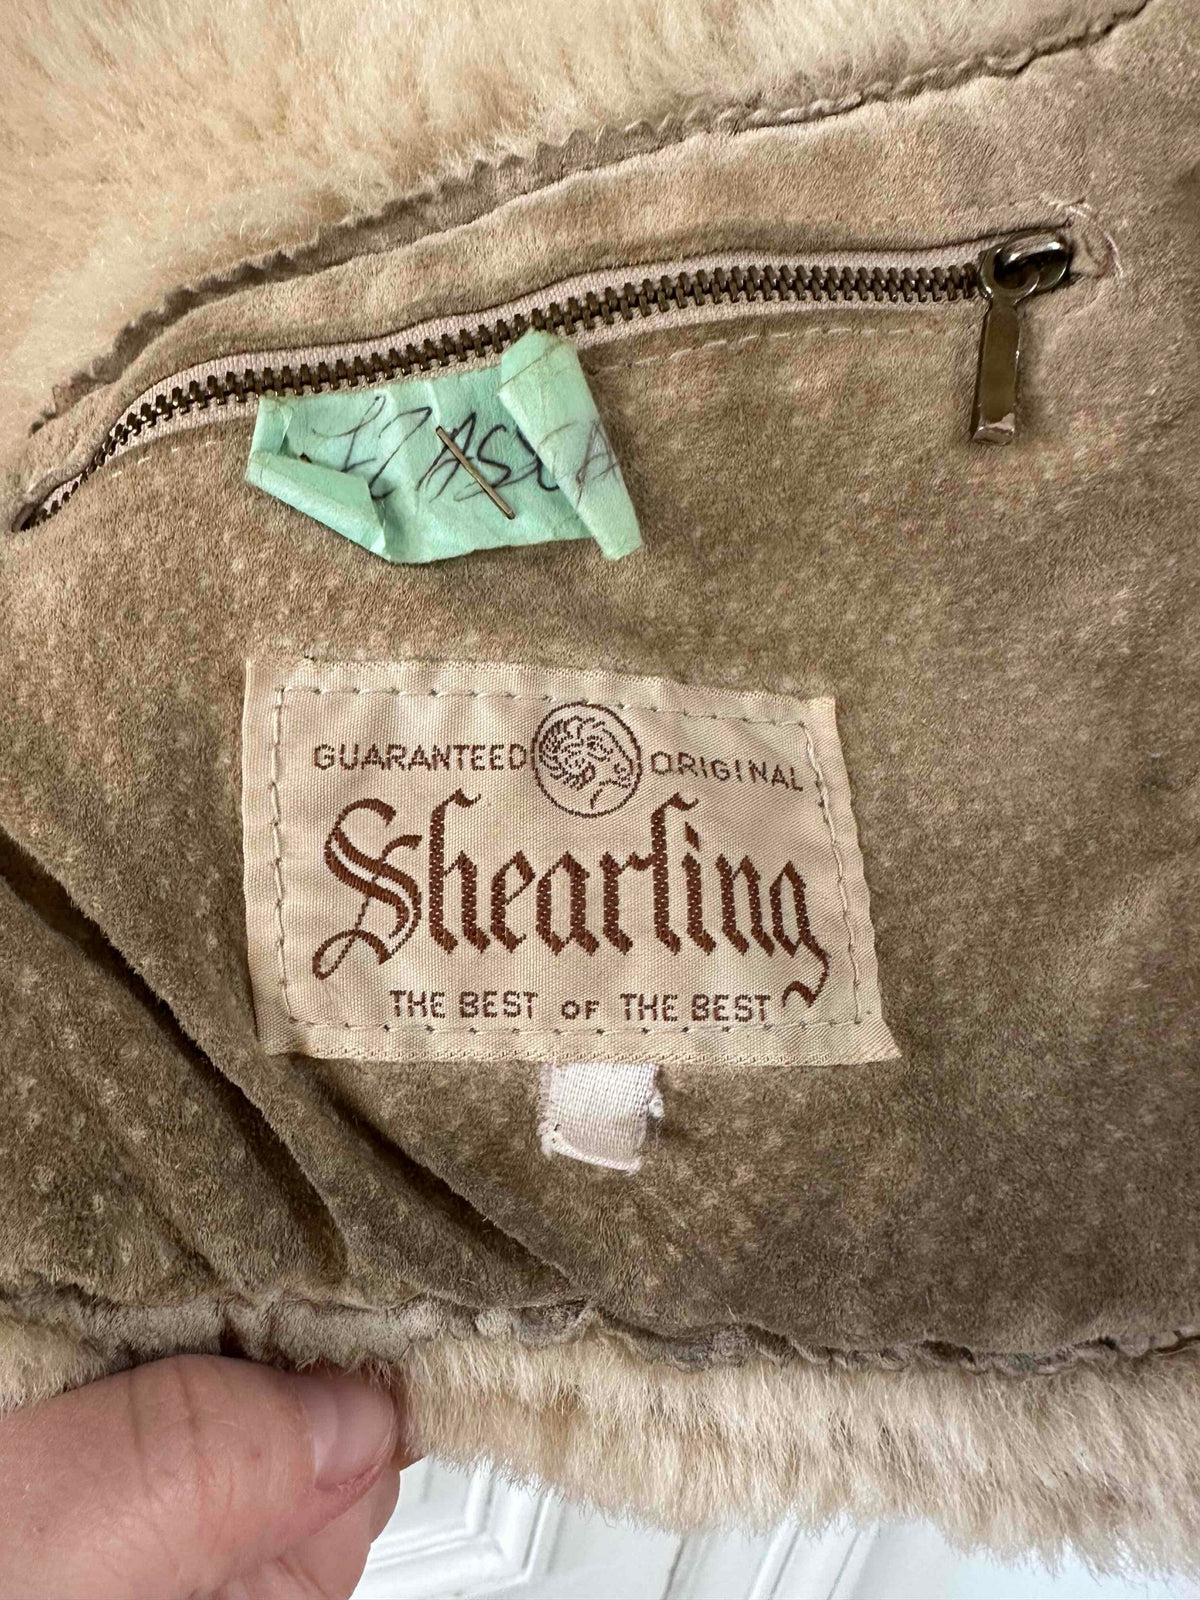 GUARANTEED ORIGINAL
Shearling
THE BEST OF THE BEST